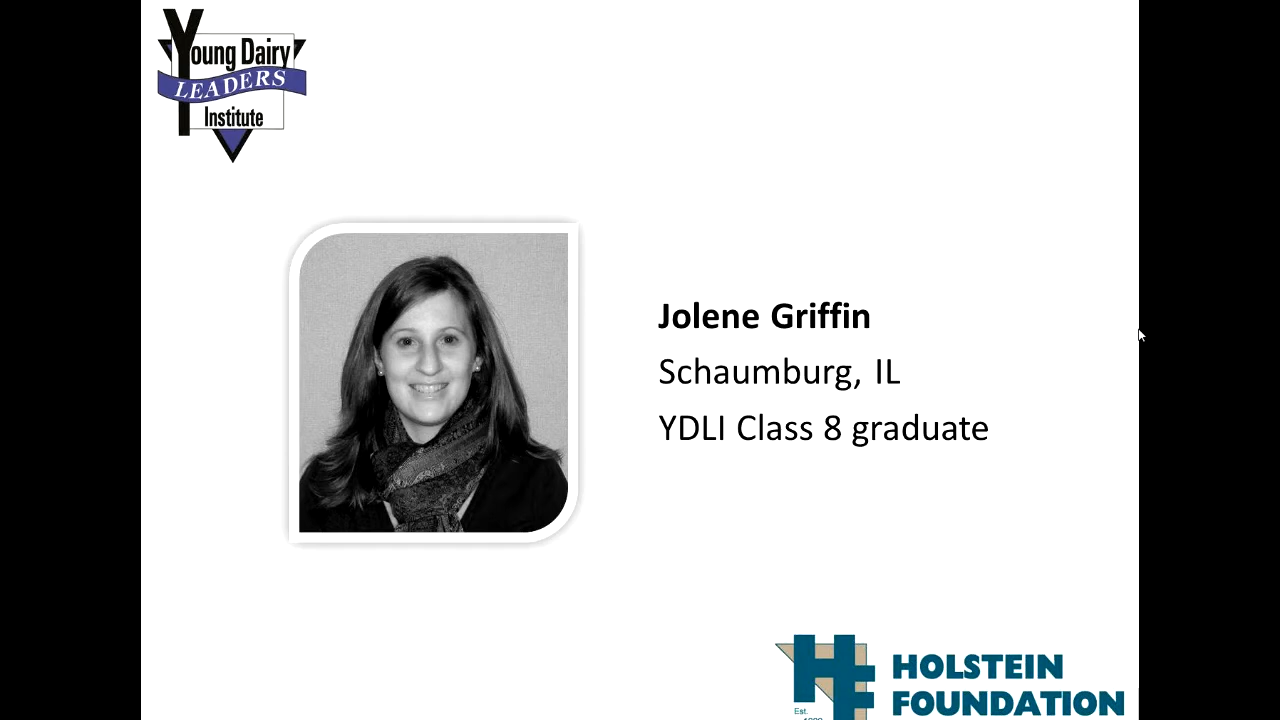 Young Dairy
LEADERS
Institute
Jolene Griffin
Schaumburg, IL
YDLI Class 8 graduate
HOLSTEIN
FOUNDATION
Est.